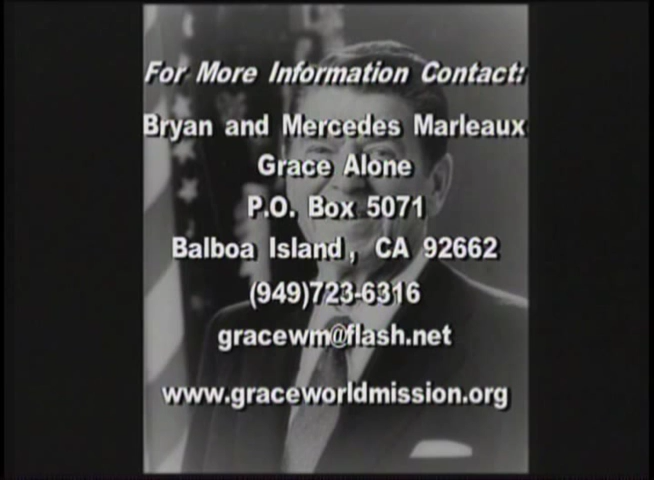 For More Information Contact:
Bryan and Mercedes Marleaux
Grace Alone
P.O. Box 5071
Balboa Island, CA 92662
(949)723-6316
gracewm@flash.net
www.graceworldmission.org